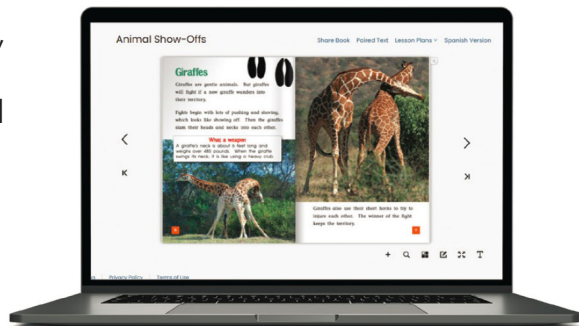 Animal Show-Offs
Share Book Paired Text Lesson Plans Spanish Version
Giraffes
Giraffes are gentle animals. But giraffes
will fight if a new giraffe wanders into
their territory.
Fights begin with lots of pushing and shoving,
which looks like showing off. Then the giraffes
slam their heads and necks into each other.
What a weapon
A giraffe's neck is about 6 feet long and
weighs over 485 pounds. When the giraffe
swings its neck, it is like using a heavy club.
Giraffes also use their short horns to try to
injure each other. The winner of the fight
keeps the territory.
Privacy Policy Terms of Use